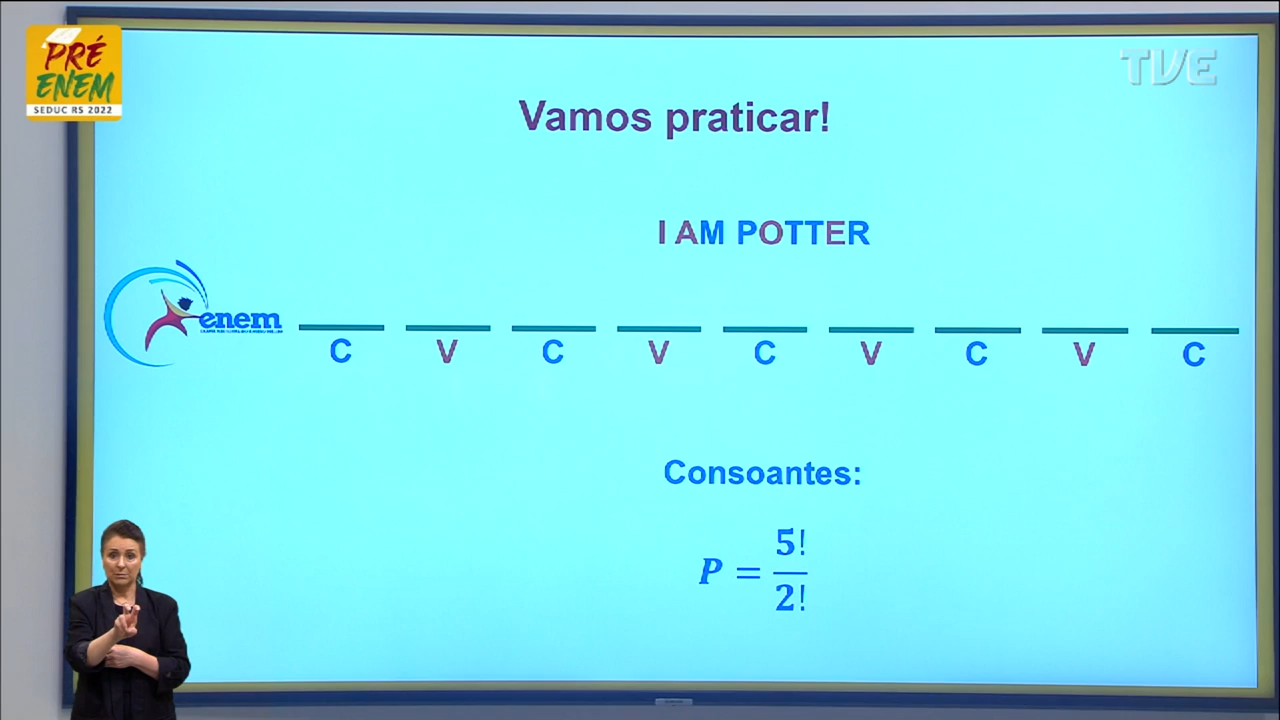 PRÉ
ENEM
SEDUC RS 2022
TVE
Vamos praticar!
I AM POTTER
enem
C V C V C V C V C
Consoantes:
P = 5!/2!